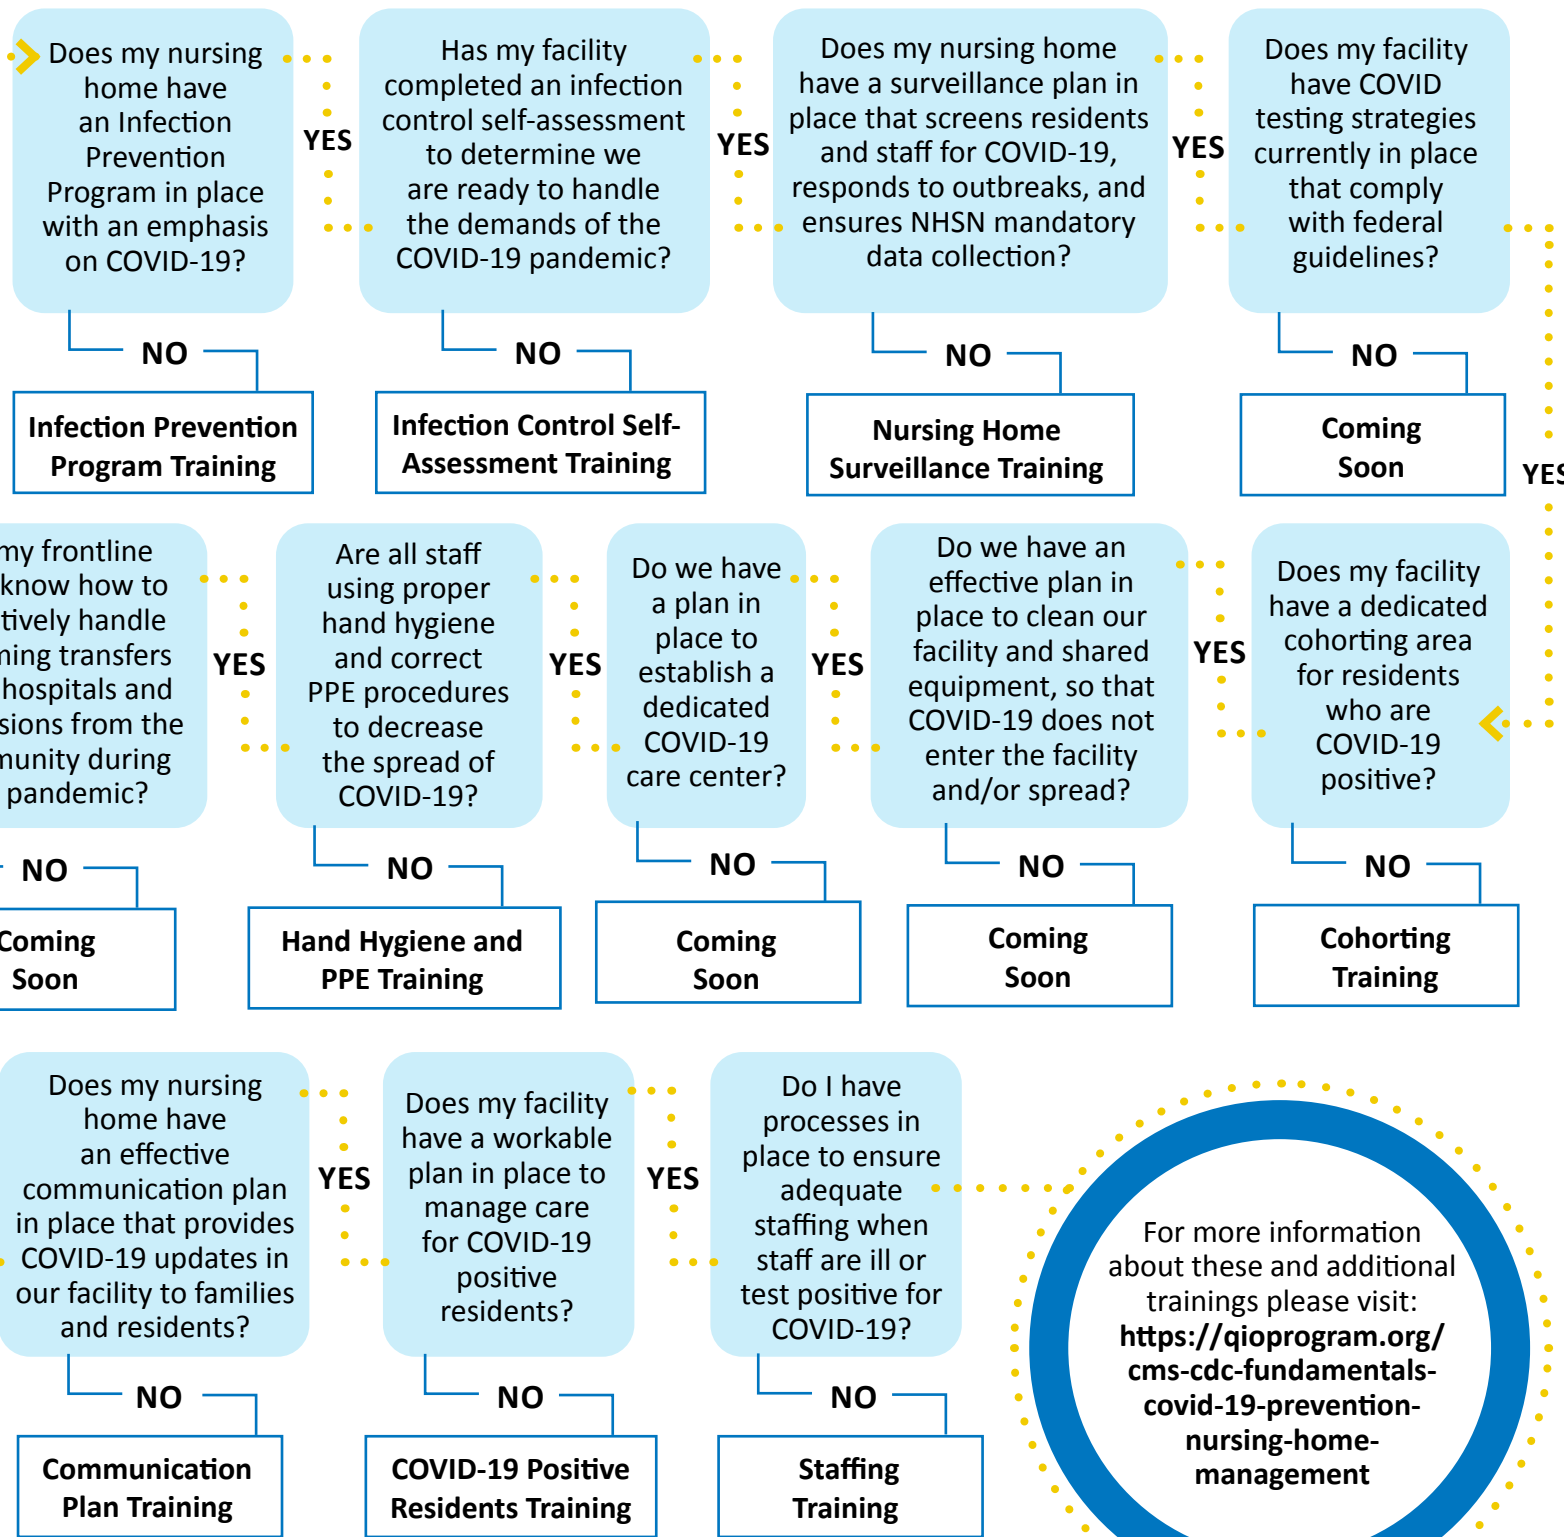 Does my nursing
home have
an Infection
Prevention
Program in place
with an emphasis
on COVID-19?
YES
Has my facility
completed an infection
control self-assessment
to determine we
are ready to handle
the demands of the
COVID-19 pandemic?
YES
Does my nursing home
have a surveillance plan in
place that screens residents
and staff for COVID-19,
responds to outbreaks, and
ensures NHSN mandatory
data collection?
YES
Does my facility
have COVID
testing strategies
currently in place
that comply
with federal
guidelines?
NO
Infection Prevention
Program Training
NO
Infection Control Self-
Assessment Training
NO
Nursing Home
Surveillance Training
NO
Coming
Soon
YES
my frontline
know how to
tively handle
ming transfers
hospitals and
sions from the
munity during
pandemic?
YES
Are all staff
using proper
hand hygiene
and correct
PPE procedures
to decrease
the spread of
COVID-19?
YES
Do we have
a plan in
place to
establish a
dedicated
COVID-19
care center?
YES
Do we have an
effective plan in
place to clean our
facility and shared
equipment, so that
COVID-19 does not
enter the facility
and/or spread?
YES
Does my facility
have a dedicated
cohorting area
for residents
who are
COVID-19
positive?
NO
Coming
Soon
NO
Hand Hygiene and
PPE Training
NO
Coming
Soon
NO
Coming
Soon
NO
Cohorting
Training
Does my nursing
home have
an effective
communication plan
in place that provides
COVID-19 updates in
our facility to families
and residents?
YES
Does my facility
have a workable
plan in place to
manage care
for COVID-19
positive
residents?
YES
Do I have
processes in
place to ensure
adequate
staffing when
staff are ill or
test positive for
COVID-19?
NO
Communication
Plan Training
NO
COVID-19 Positive
Residents Training
NO
Staffing
Training
For more information
about these and additional
trainings please visit:
https://qioprogram.org/
cms-cdc-fundamentals-
covid-19-prevention-
nursing-home-
management